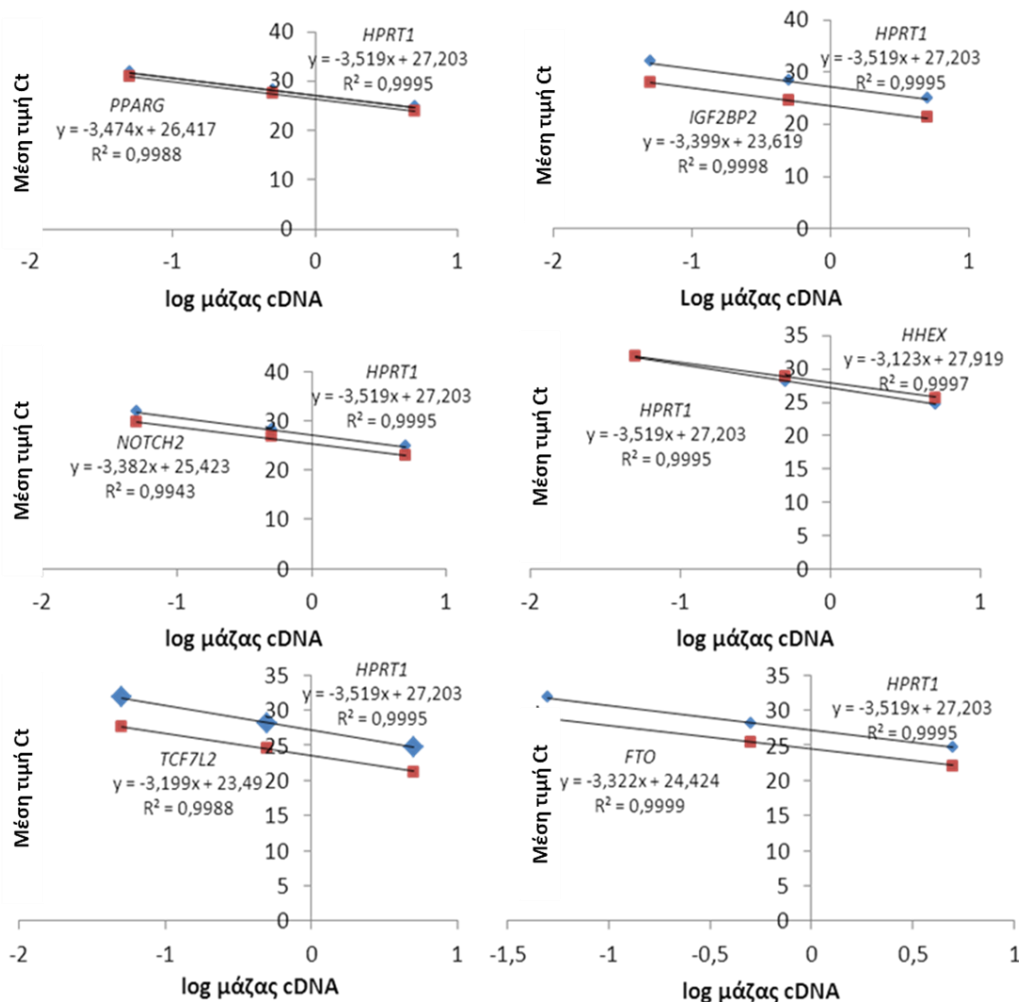 Μέση τιμή Ct
40
30
20
10
0
HPRT1
y = -3,519x + 27,203
R² = 0,9995
PPARG
y = -3,474x + 26,417
R² = 0,9988
-2
-1
0
1
log μάζας cDNA
Μέση τιμή Ct
40
30
20
10
0
HPRT1
y = -3,519x + 27,203
R² = 0,9995
IGF2BP2
y = -3,399x + 23,619
R² = 0,9998
-2
-1
0
1
Log μάζας cDNA
Μέση τιμή Ct
40
30
20
10
0
HPRT1
y = -3,519x + 27,203
R² = 0,9995
NOTCH2
y = -3,382x + 25,423
R² = 0,9943
-2
-1
0
1
log μάζας cDNA
Μέση τιμή Ct
35
30
25
20
15
10
5
0
HHEX
y = -3,123x + 27,919
R² = 0,9997
HPRT1
y = -3,519x + 27,203
R² = 0,9995
-2
-1
0
1
log μάζας cDNA
Μέση τιμή Ct
35
30
25
20
15
10
5
0
HPRT1
y = -3,519x + 27,203
R² = 0,9995
TCF7L2
y = -3,199x + 23,49
R² = 0,9988
-2
-1
0
1
log μάζας cDNA
Μέση τιμή Ct
35
30
25
20
15
10
5
0
HPRT1
y = -3,519x + 27,203
R² = 0,9995
FTO
y = -3,322x + 24,424
R² = 0,9999
-1,5
-1
-0,5
0
0,5
1
log μάζας cDNA